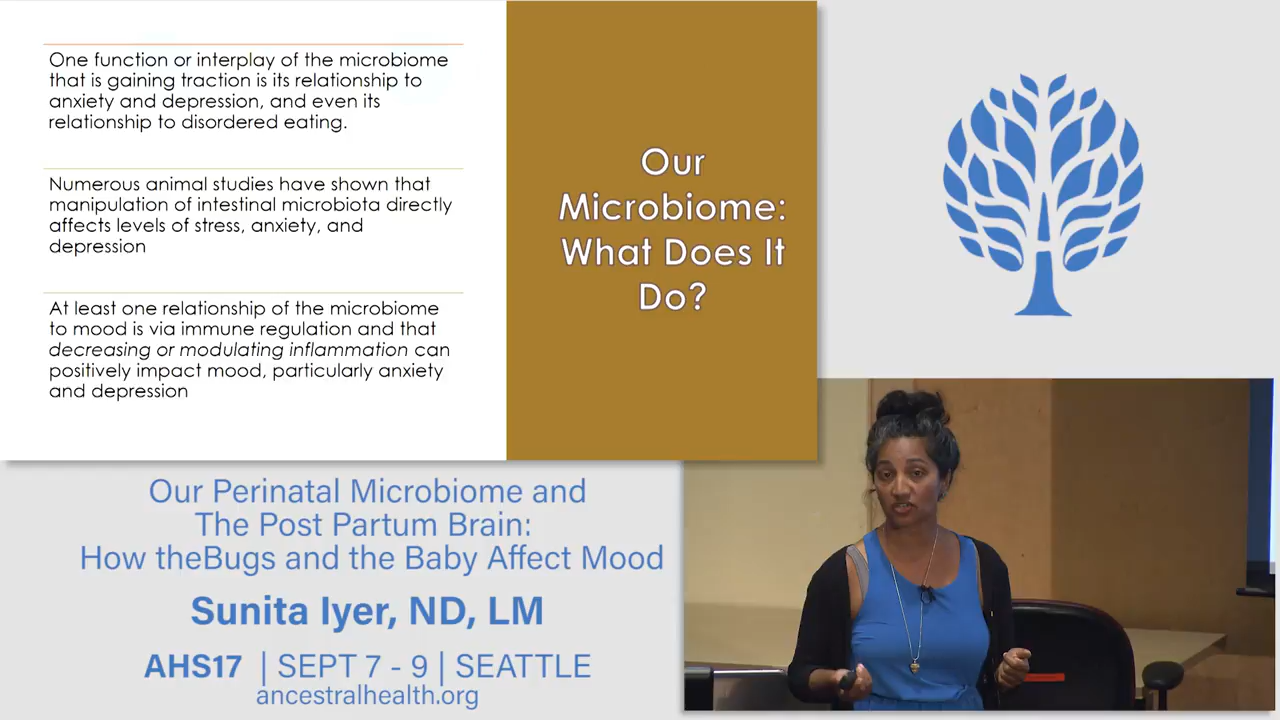 One function or interplay of the microbiome
that is gaining traction is its relationship to
anxiety and depression, and even its
relationship to disordered eating.
Numerous animal studies have shown that
manipulation of intestinal microbiota directly
affects levels of stress, anxiety, and
depression
At least one relationship of the microbiome
to mood is via immune regulation and that
decreasing or modulating inflammation can
positively impact mood, particularly anxiety
and depression
Our
Microbiome:
What Does It
Do?
Our Perinatal Microbiome and
The Post Partum Brain:
How theBugs and the Baby Affect Mood
Sunita Iyer, ND, LM
AHS17 | SEPT 7 - 9 | SEATTLE
ancestralhealth.org